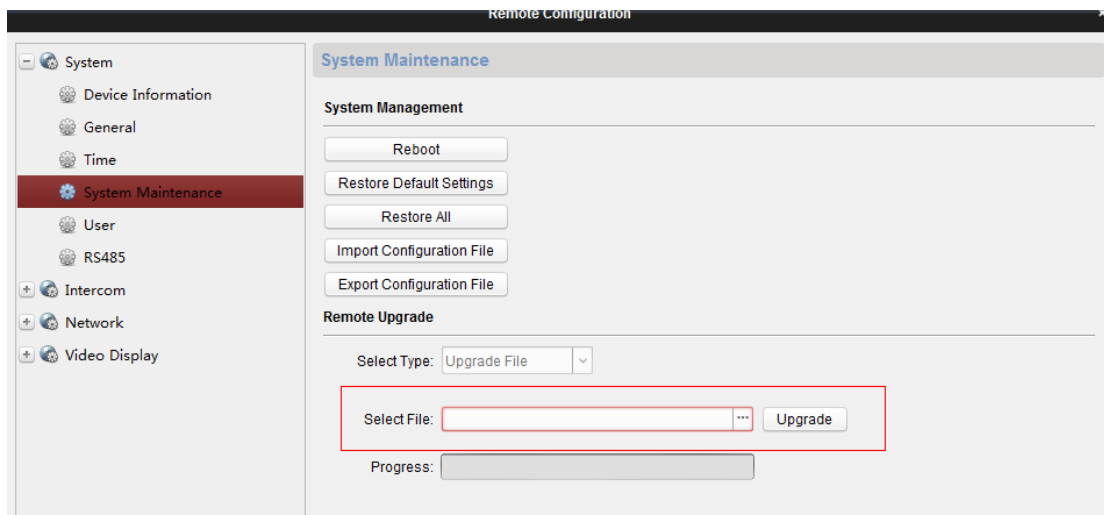 Remote Configuration
System
Device Information
General
Time
System Maintenance
User
RS485
Intercom
Network
Video Display
System Maintenance
System Management
Reboot
Restore Default Settings
Restore All
Import Configuration File
Export Configuration File
Remote Upgrade
Select Type: Upgrade File
Select File: ... Upgrade
Progress: